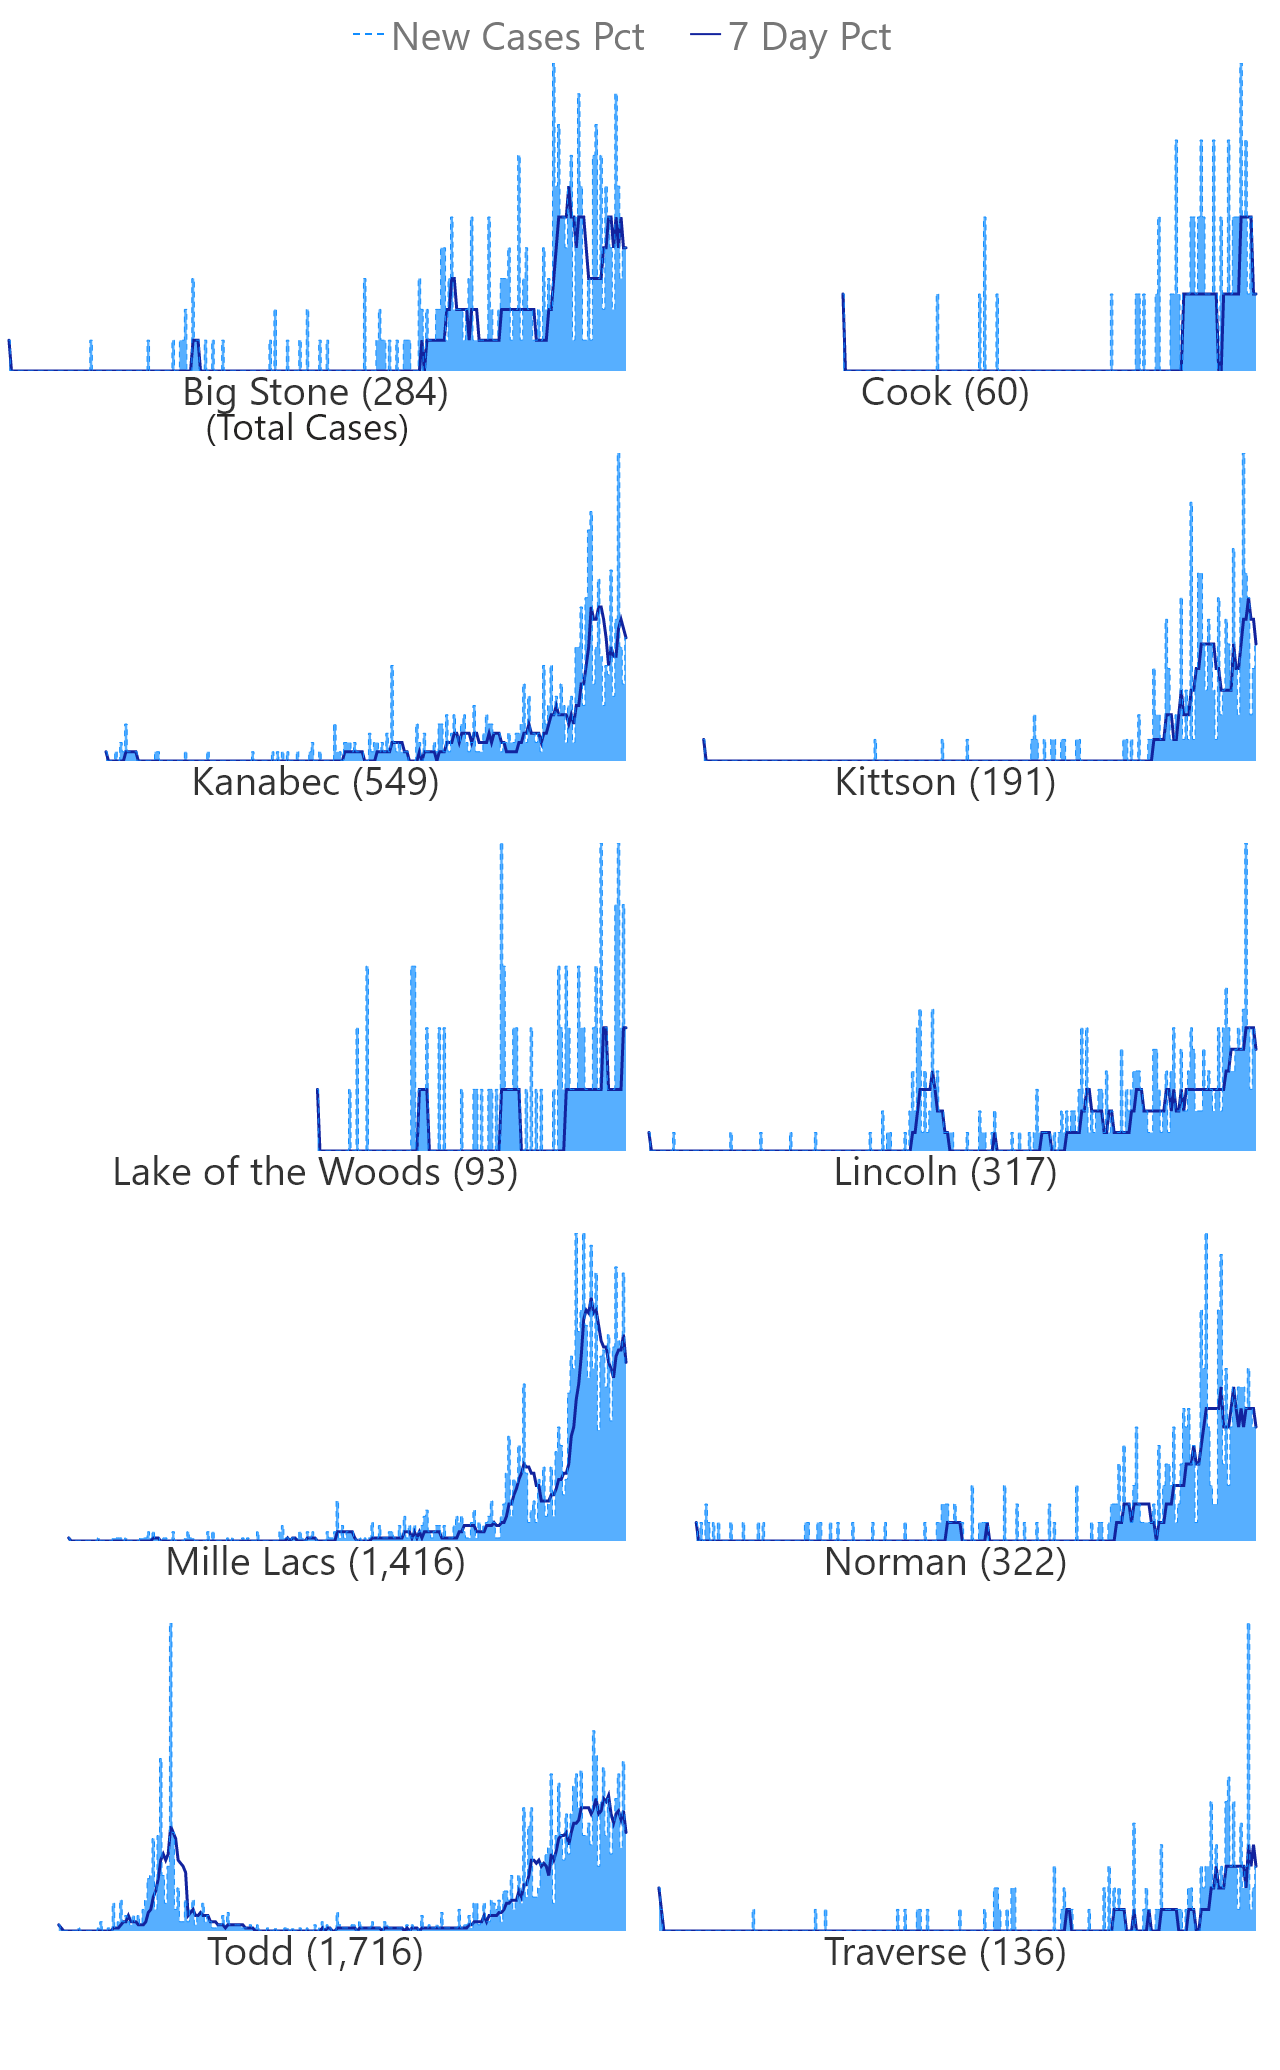 New Cases Pct 7 Day Pct
Big Stone (284)
(Total Cases)
Cook (60)
Kanabec (549)
Kittson (191)
Lake of the Woods (93)
Lincoln (317)
Mille Lacs (1,416)
Norman (322)
Todd (1,716)
Traverse (136)